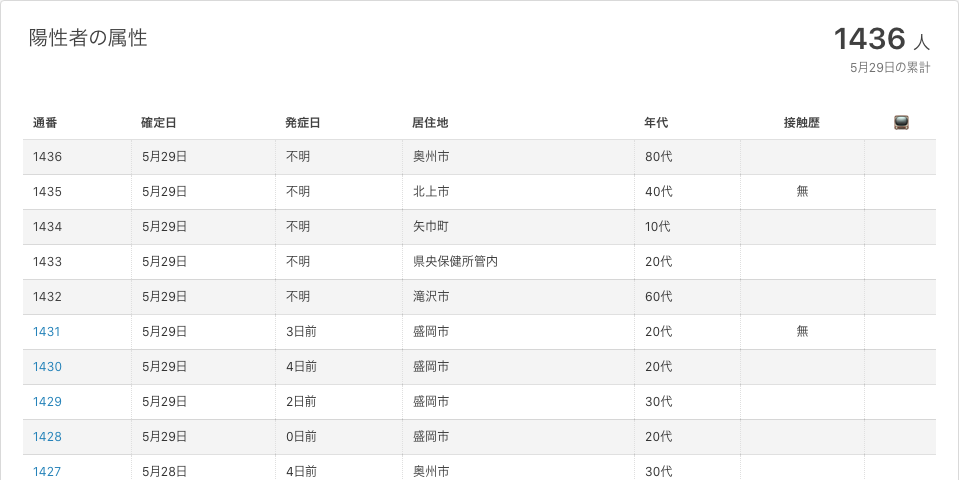 陽性者の属性
1436 人
5月29日の累計
通番 確定日 発症日 居住地 年代 接触歴
1436 5月29日 不明 奥州市 80代
1435 5月29日 不明 北上市 40代 無
1434 5月29日 不明 矢巾町 10代
1433 5月29日 不明 県央保健所管内 20代
1432 5月29日 不明 滝沢市 60代
1431 5月29日 3日前 盛岡市 20代 無
1430 5月29日 4日前 盛岡市 20代
1429 5月29日 2日前 盛岡市 30代
1428 5月29日 0日前 盛岡市 20代
1427 5月28日 4日前 奥州市 30代